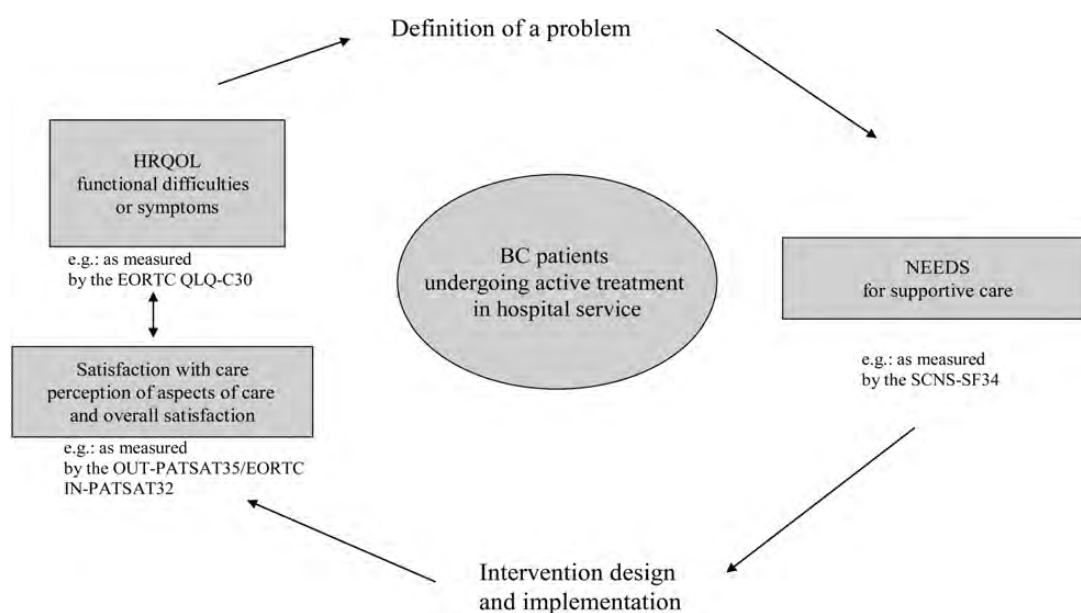 Definition of a problem
HRQOL
functional difficulties
or symptoms
e.g.: as measured
by the EORTC QLQ-C30
BC patients
undergoing active treatment
in hospital service
NEEDS
for supportive care
e.g.: as measured
by the SCNS-SF34
Satisfaction with care
perception of aspects of care
and overall satisfaction
e.g.: as measured
by the OUT-PATSAT35/EORTC
IN-PATSAT32
Intervention design
and implementation